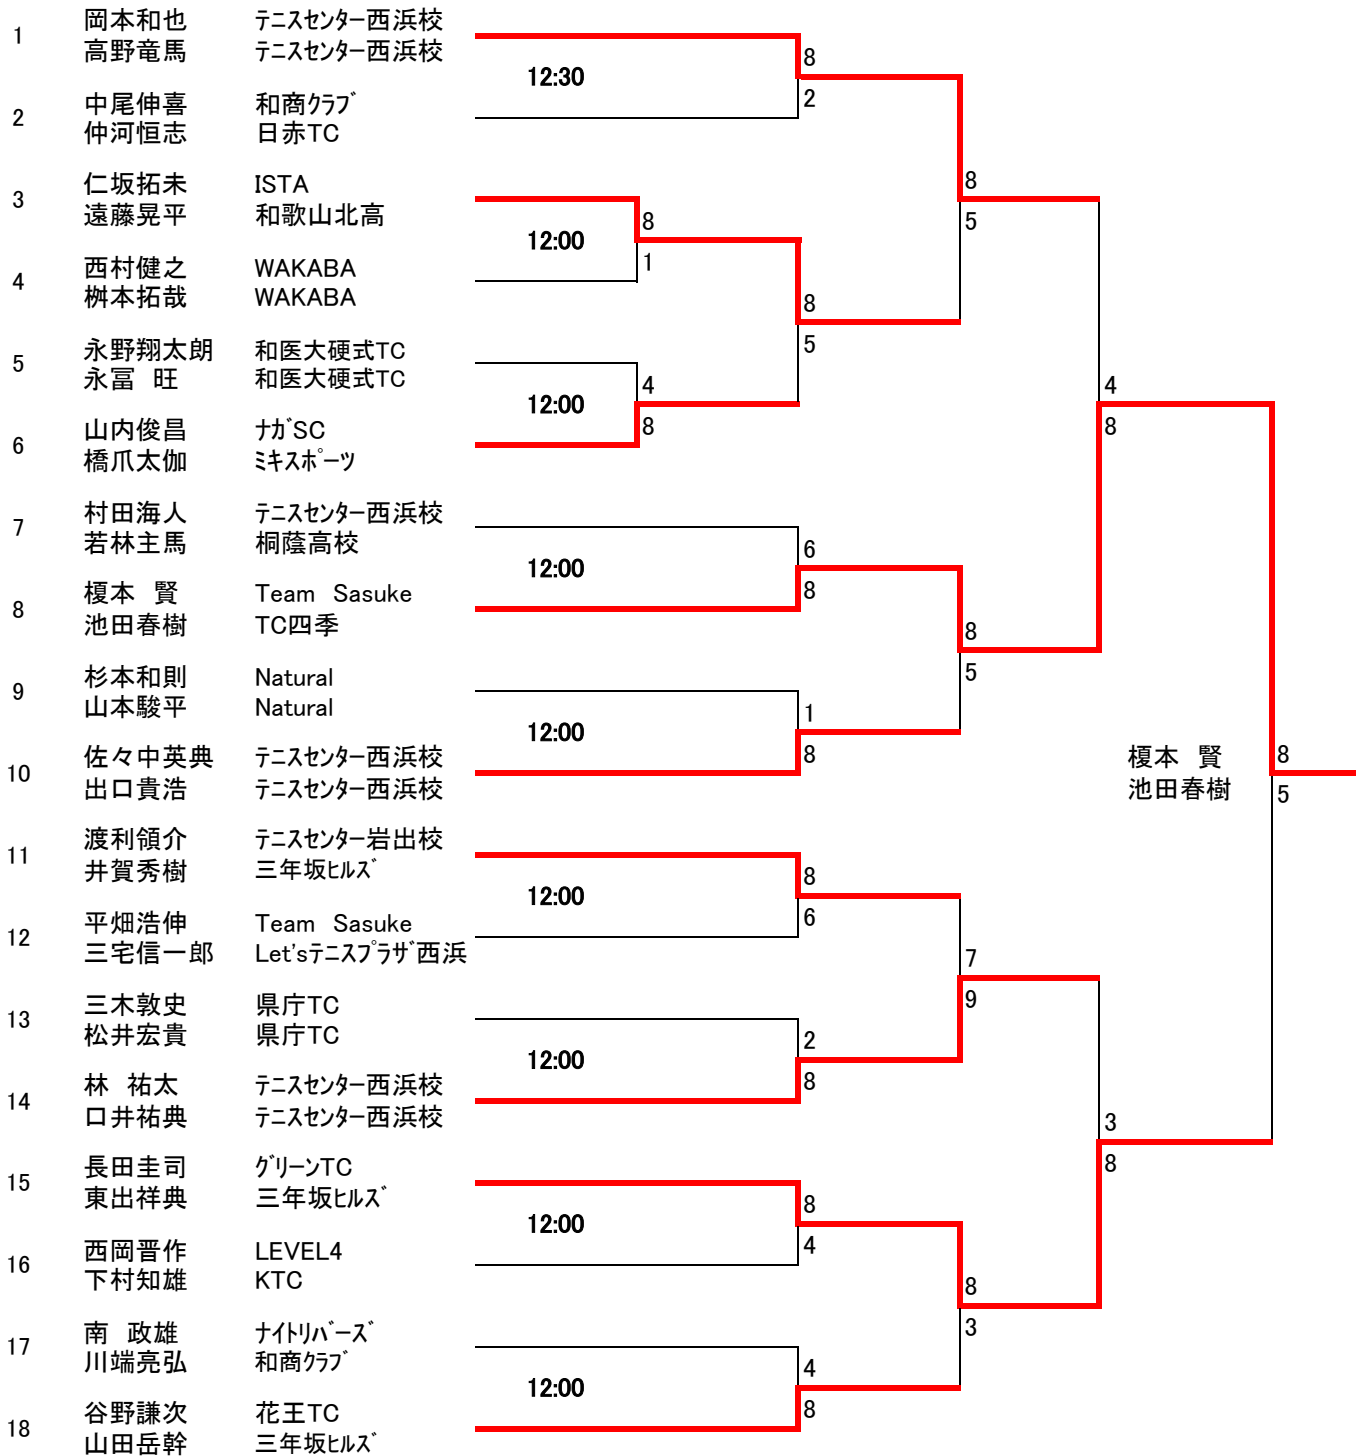 1 岡本和也 テニスセンター西浜校
高野竜馬 テニスセンター西浜校
12:30
8
2
2 中尾伸喜 和商クラブ
仲河恒志 日赤TC
3 仁坂拓未 ISTA
遠藤晃平 和歌山北高
12:00
8
1
4 西村健之 WAKABA
桝本拓哉 WAKABA
8
5
8
5
5 永野翔太朗 和医大硬式TC
永冨 旺 和医大硬式TC
12:00
4
8
6 山内俊昌 ナガSC
橋爪太伽 ミキスポーツ
4
8
7 村田海人 テニスセンター西浜校
若林主馬 桐蔭高校
12:00
6
8
8 榎本 賢 Team Sasuke
池田春樹 TC四季
8
5
9 杉本和則 Natural
山本駿平 Natural
12:00
1
8
10 佐々中英典 テニスセンター西浜校
出口貴浩 テニスセンター西浜校
榎本 賢 8
池田春樹 5
11 渡利領介 テニスセンター岩出校
井賀秀樹 三年坂ヒルズ
12:00
8
6
12 平畑浩伸 Team Sasuke
三宅信一郎 Let'sテニスプラザ西浜
7
9
13 三木敦史 県庁TC
松井宏貴 県庁TC
12:00
2
8
14 林 祐太 テニスセンター西浜校
口井祐典 テニスセンター西浜校
3
8
15 長田圭司 グリーンTC
東出祥典 三年坂ヒルズ
12:00
8
4
16 西岡晋作 LEVEL4
下村知雄 KTC
8
3
17 南 政雄 ナイトリバーズ
川端亮弘 和商クラブ
12:00
4
8
18 谷野謙次 花王TC
山田岳幹 三年坂ヒルズ